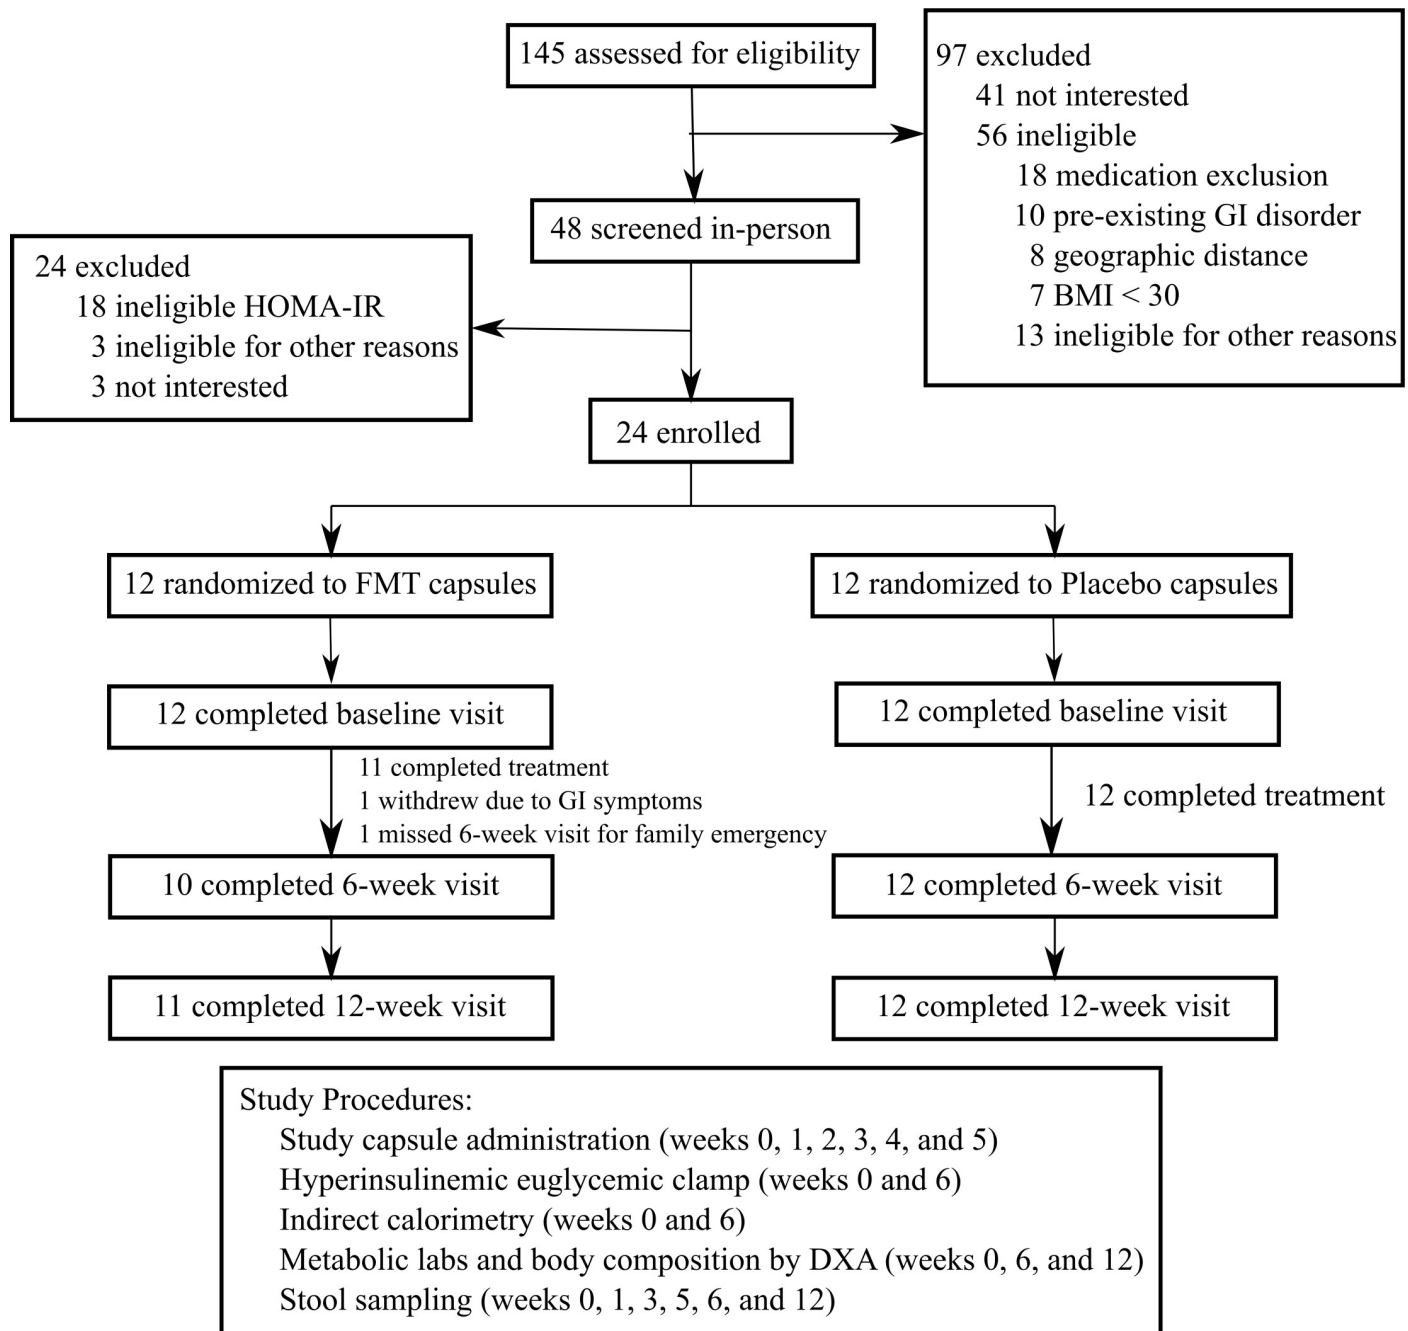 145 assessed for eligibility
97 excluded
41 not interested
56 ineligible
18 medication exclusion
10 pre-existing GI disorder
8 geographic distance
7 BMI < 30
13 ineligible for other reasons
48 screened in-person
24 excluded
18 ineligible HOMA-IR
3 ineligible for other reasons
3 not interested
24 enrolled
12 randomized to FMT capsules
12 randomized to Placebo capsules
12 completed baseline visit
12 completed baseline visit
11 completed treatment
1 withdrew due to GI symptoms
1 missed 6-week visit for family emergency
12 completed treatment
10 completed 6-week visit
12 completed 6-week visit
11 completed 12-week visit
12 completed 12-week visit
Study Procedures:
Study capsule administration (weeks 0, 1, 2, 3, 4, and 5)
Hyperinsulinemic euglycemic clamp (weeks 0 and 6)
Indirect calorimetry (weeks 0 and 6)
Metabolic labs and body composition by DXA (weeks 0, 6, and 12)
Stool sampling (weeks 0, 1, 3, 5, 6, and 12)